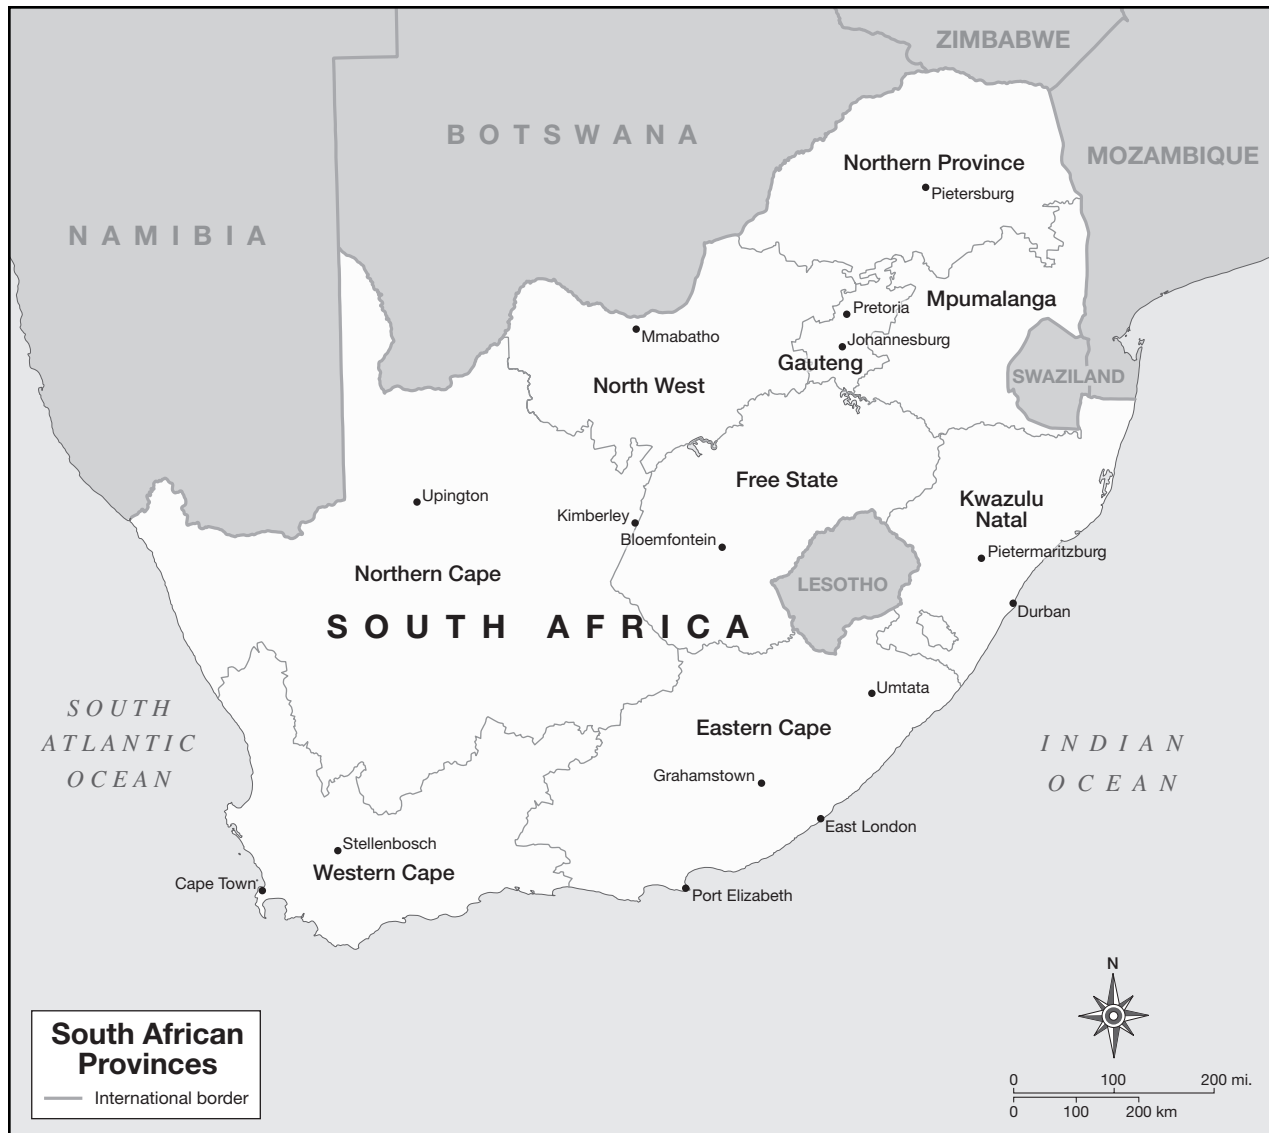 ZIMBABWE
BOTSWANA
MOZAMBIQUE
Northern Province
Pietersburg
NAMIBIA
Mpumalanga
Pretoria
Mmabatho
Johannesburg
Gauteng
SWAZILAND
North West
Free State
Upington
Kwazulu
Natal
Kimberley
Bloemfontein
Pietermaritzburg
Northern Cape
LESOTHO
Durban
SOUTH AFRICA
Umtata
SOUTH
ATLANTIC
OCEAN
Eastern Cape
INDIAN
OCEAN
Grahamstown
East London
Stellenbosch
Western Cape
Cape Town
Port Elizabeth
N
South African
Provinces
International border
0 100 200 mi.
0 100 200 km